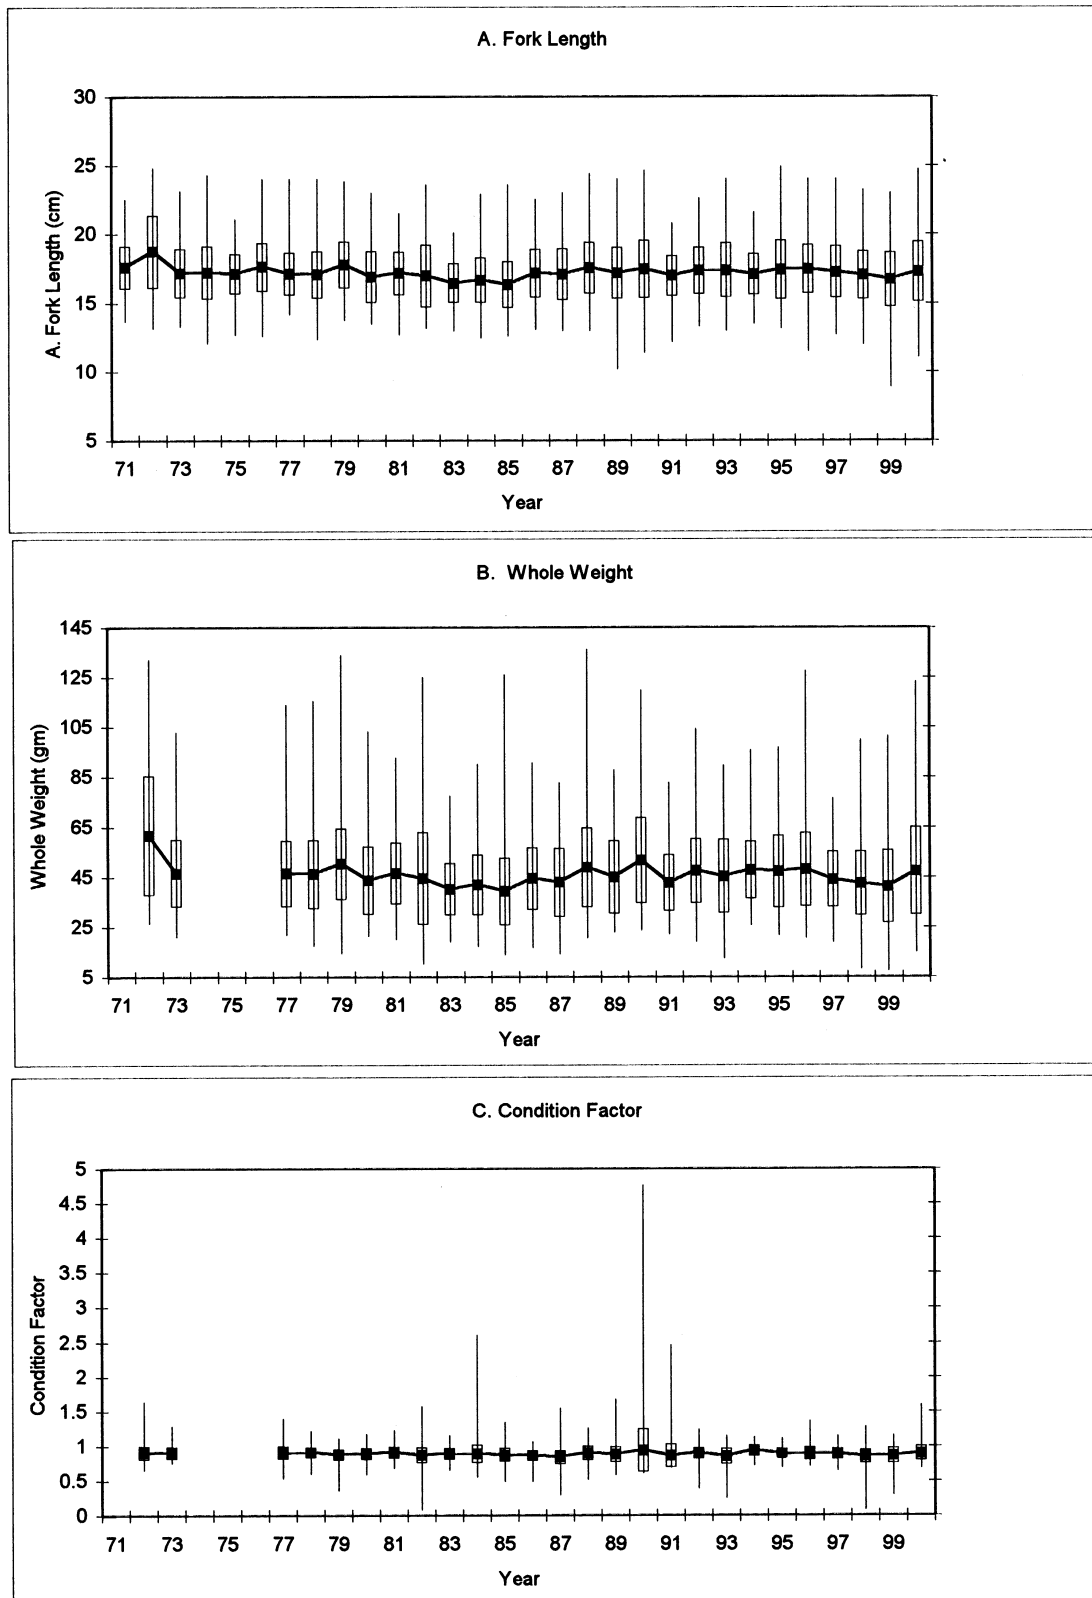 A. Fork Length
30
25
20
15
10
5
A. Fork Length (cm)
71 73 75 77 79 81 83 85 87 89 91 93 95 97 99
Year
B. Whole Weight
145
125
105
85
65
45
25
5
Whole Weight (gm)
71 73 75 77 79 81 83 85 87 89 91 93 95 97 99
Year
C. Condition Factor
5
4.5
4
3.5
3
2.5
2
1.5
1
0.5
0
Condition Factor
71 73 75 77 79 81 83 85 87 89 91 93 95 97 99
Year